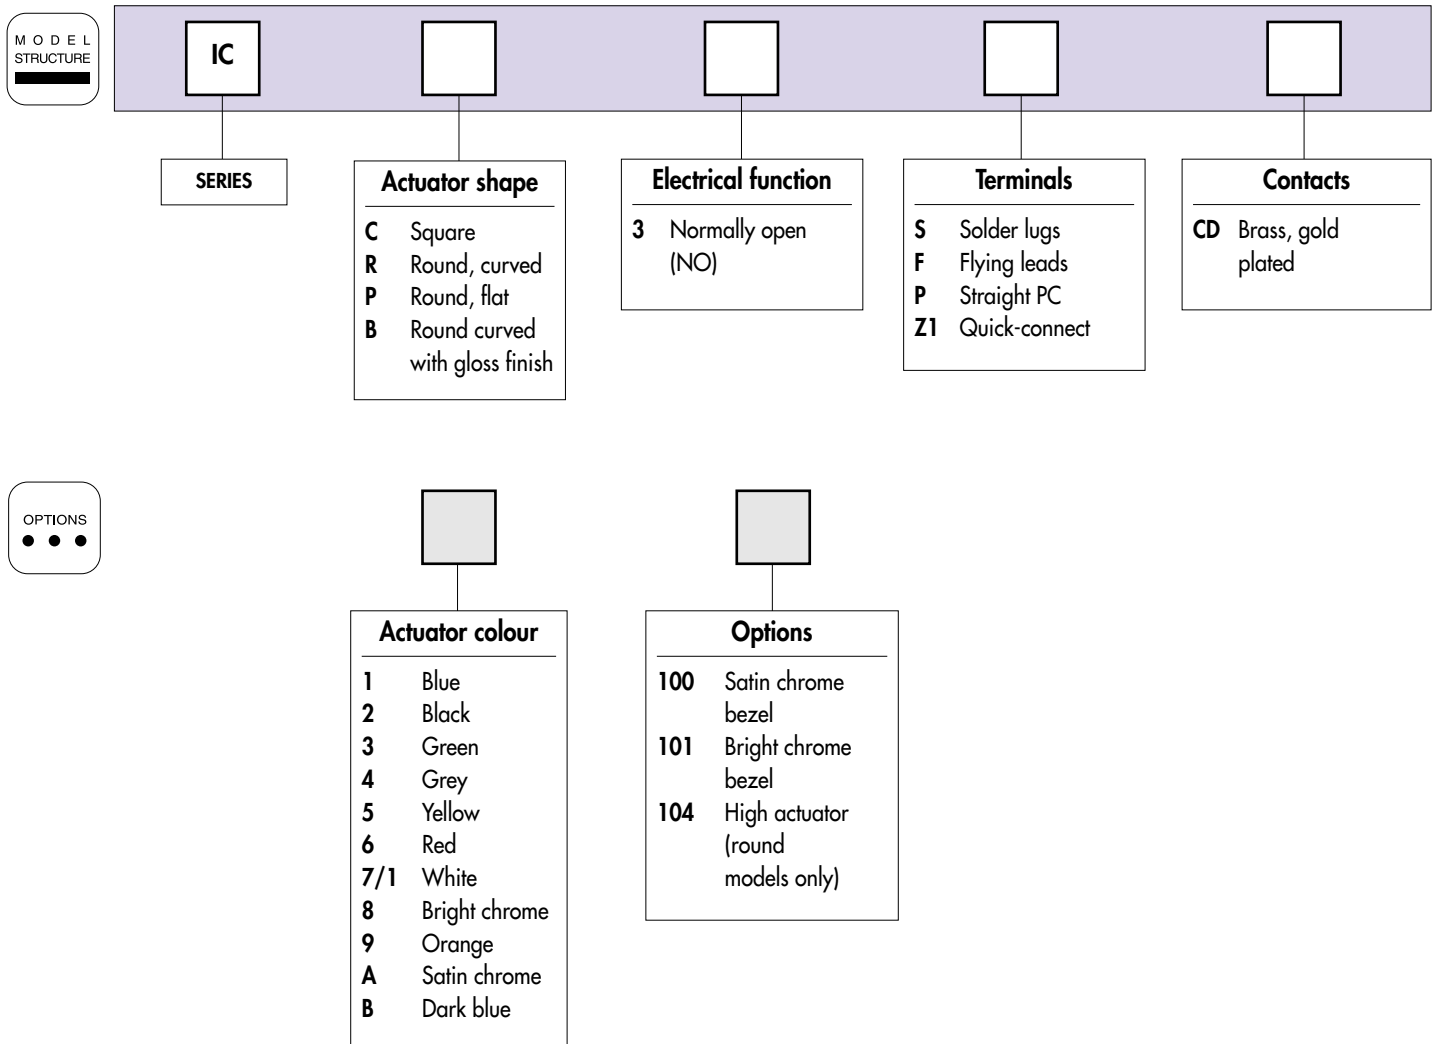 M O D E L
STRUCTURE
IC
SERIES
Actuator shape
C Square
R Round, curved
P Round, flat
B Round curved
with gloss finish
Electrical function
3 Normally open
(NO)
Terminals
S Solder lugs
F Flying leads
P Straight PC
Z1 Quick-connect
Contacts
CD Brass, gold
plated
OPTIONS
Actuator colour
1 Blue
2 Black
3 Green
4 Grey
5 Yellow
6 Red
7/1 White
8 Bright chrome
9 Orange
A Satin chrome
B Dark blue
Options
100 Satin chrome
bezel
101 Bright chrome
bezel
104 High actuator
(round
models only)